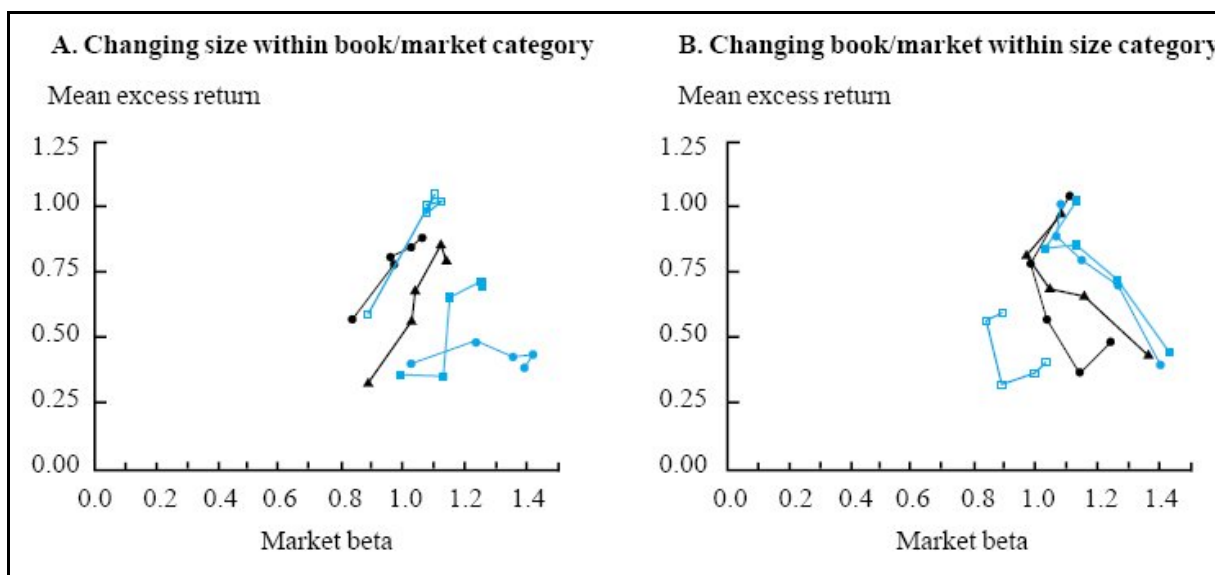 A. Changing size within book/market category
Mean excess return
1.25
1.00
0.75
0.50
0.25
0.00
0.0 0.2 0.4 0.6 0.8 1.0 1.2 1.4
Market beta
B. Changing book/market within size category
Mean excess return
1.25
1.00
0.75
0.50
0.25
0.00
0.0 0.2 0.4 0.6 0.8 1.0 1.2 1.4
Market beta